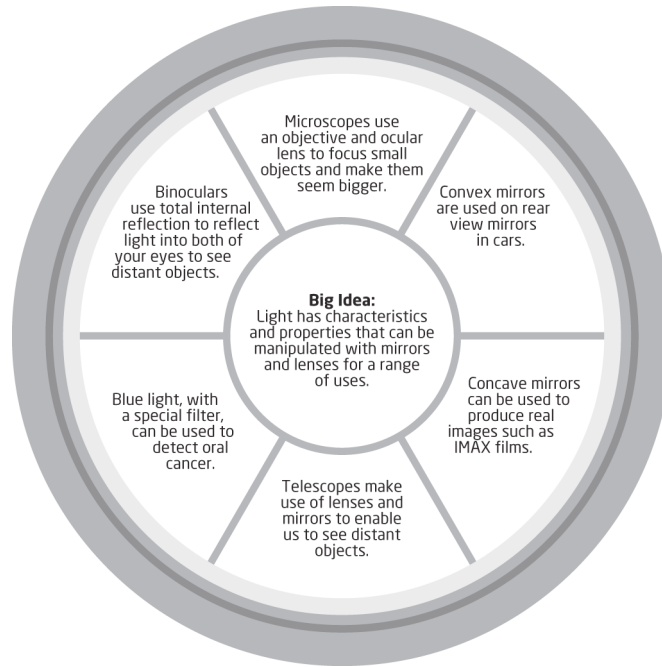 Microscopes use
an objective and ocular
lens to focus small
objects and make them
seem bigger.
Convex mirrors
are used on rear
view mirrors
in cars.
Concave mirrors
can be used to
produce real
images such as
IMAX films.
Telescopes make
use of lenses and
mirrors to enable
us to see distant
objects.
Blue light, with
a special filter,
can be used to
detect oral
cancer.
Binoculars
use total internal
reflection to reflect
light into both of
your eyes to see
distant objects.
Big Idea:
Light has characteristics
and properties that can be
manipulated with mirrors
and lenses for a range
of uses.